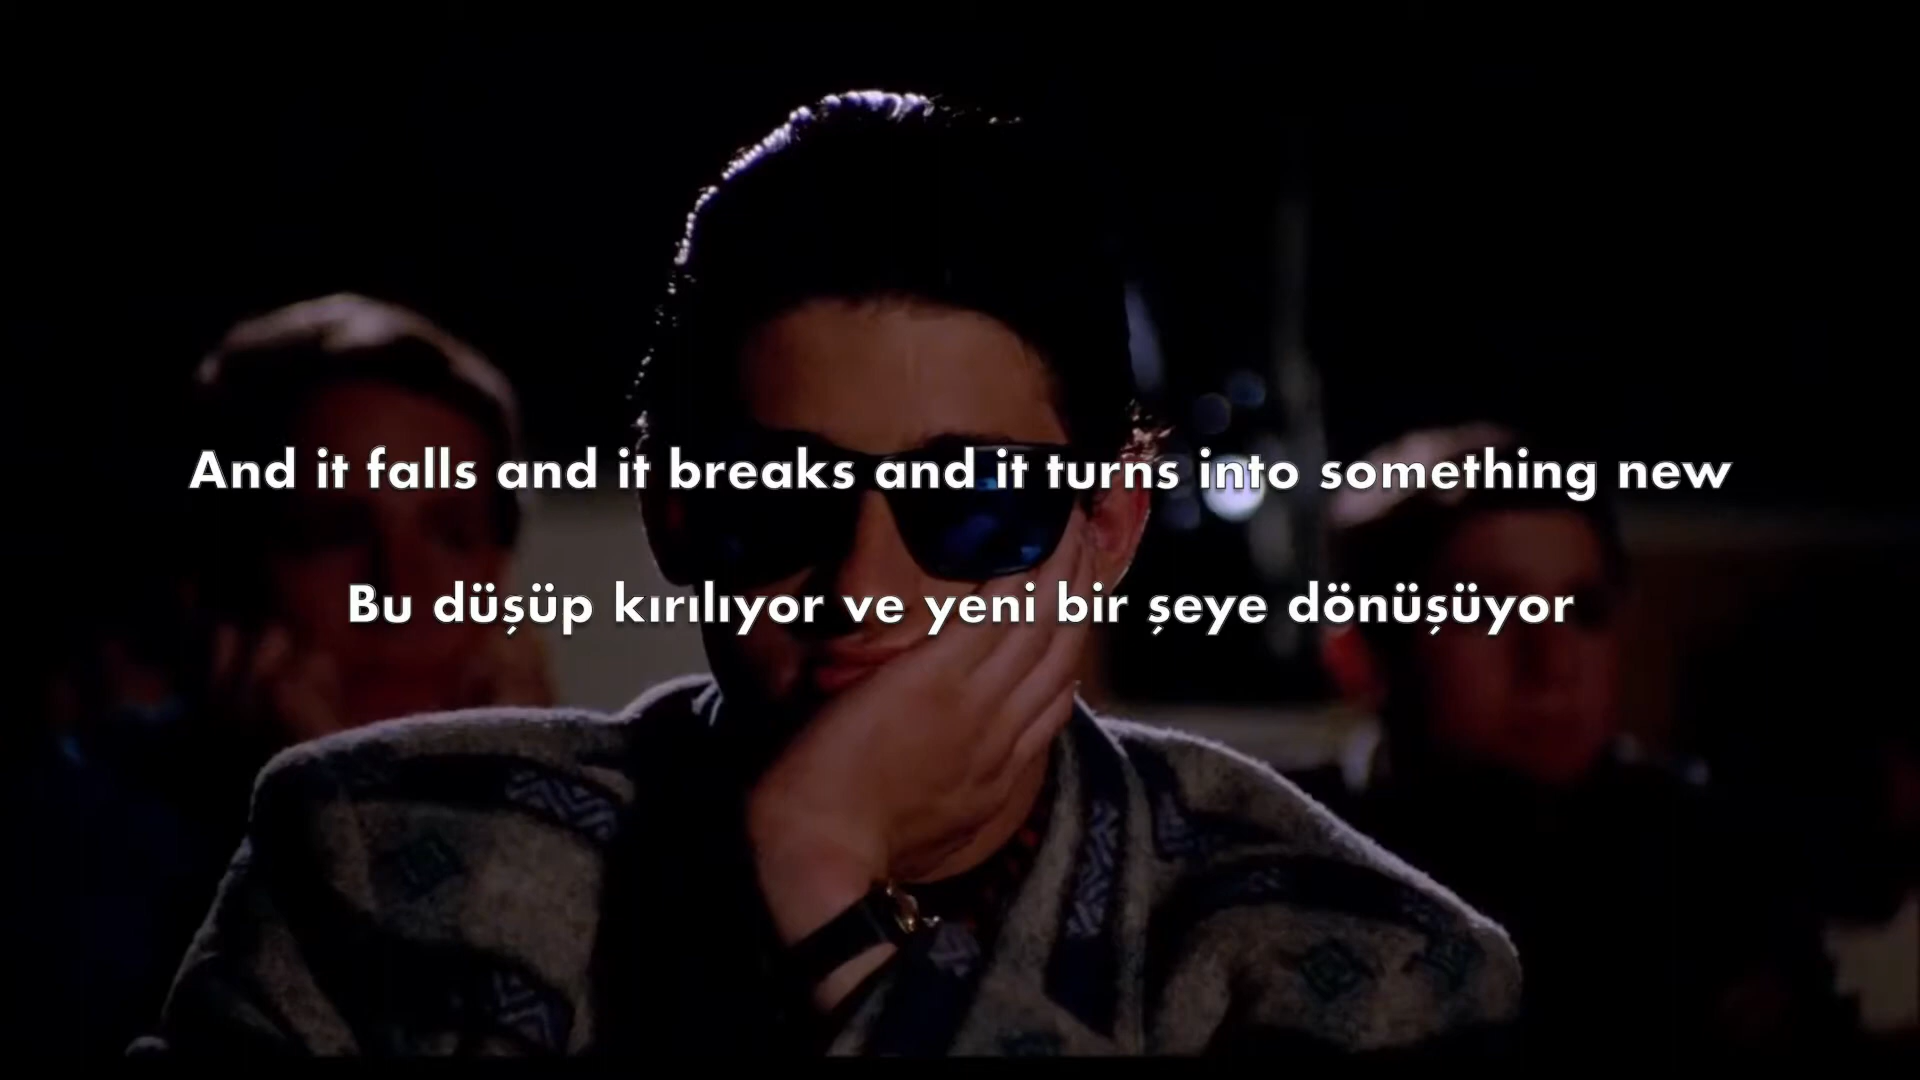 And it falls and it breaks and it turns into something new
Bu düşüp kırılıyor ve yeni bir şeye dönüşüyor